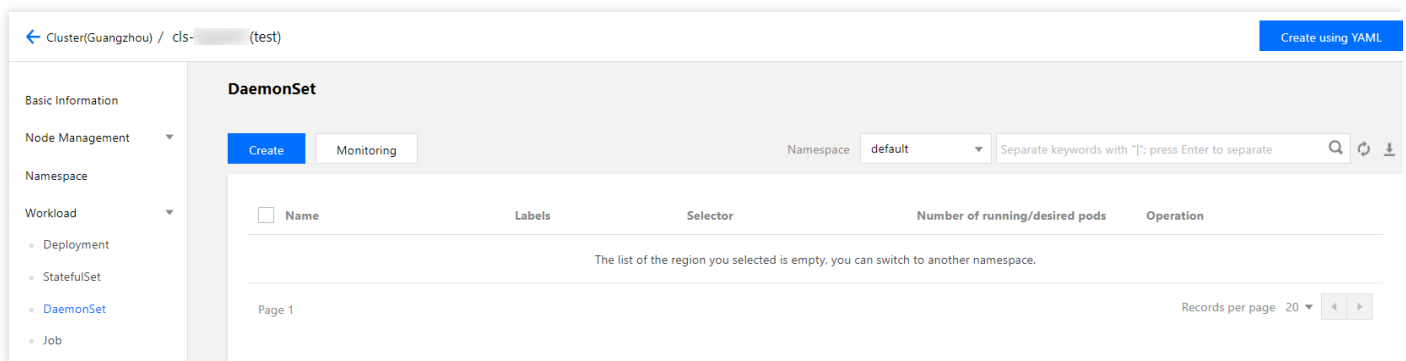 Cluster(Guangzhou) / cls- (test)
Create using YAML
Basic Information
Node Management
Namespace
Workload
Deployment
StatefulSet
DaemonSet
Job
DaemonSet
Create Monitoring Namespace default Separate keywords with "|"; press Enter to separate
Name Labels Selector Number of running/desired pods Operation
The list of the region you selected is empty, you can switch to another namespace.
Page 1 Records per page 20